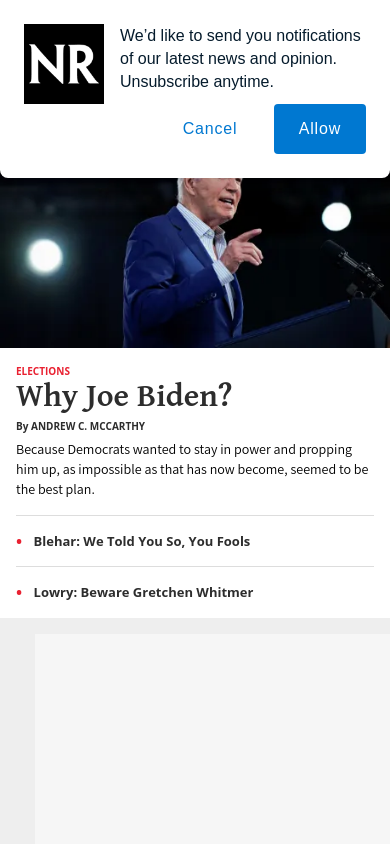 NR
We’d like to send you notifications
of our latest news and opinion.
Unsubscribe anytime.
Cancel
Allow
ELECTIONS
Why Joe Biden?
By ANDREW C. MCCARTHY
Because Democrats wanted to stay in power and propping
him up, as impossible as that has now become, seemed to be
the best plan.
• Blehar: We Told You So, You Fools
• Lowry: Beware Gretchen Whitmer